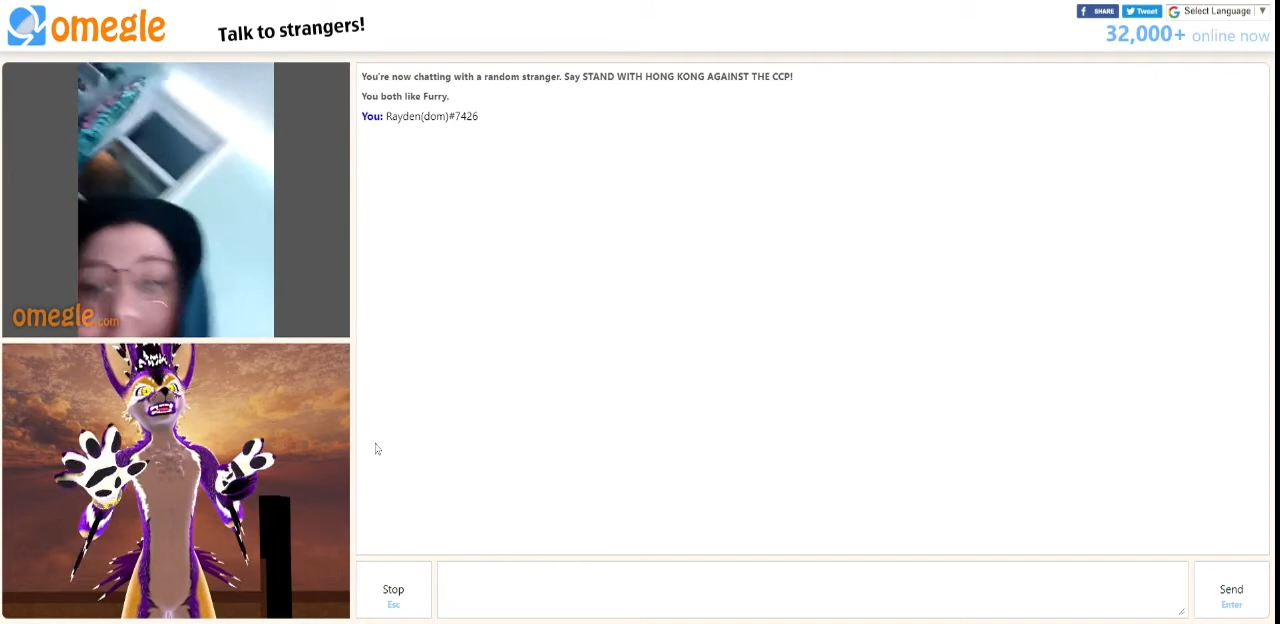 omegle
Talk to strangers!
f SHARE
Tweet
G Select Language ▼
32,000+ online now
You're now chatting with a random stranger. Say STAND WITH HONG KONG AGAINST THE CCP!
You both like Furry.
You: Rayden(dom)#7426
omegle.com
Stop
Esc
Send
Enter